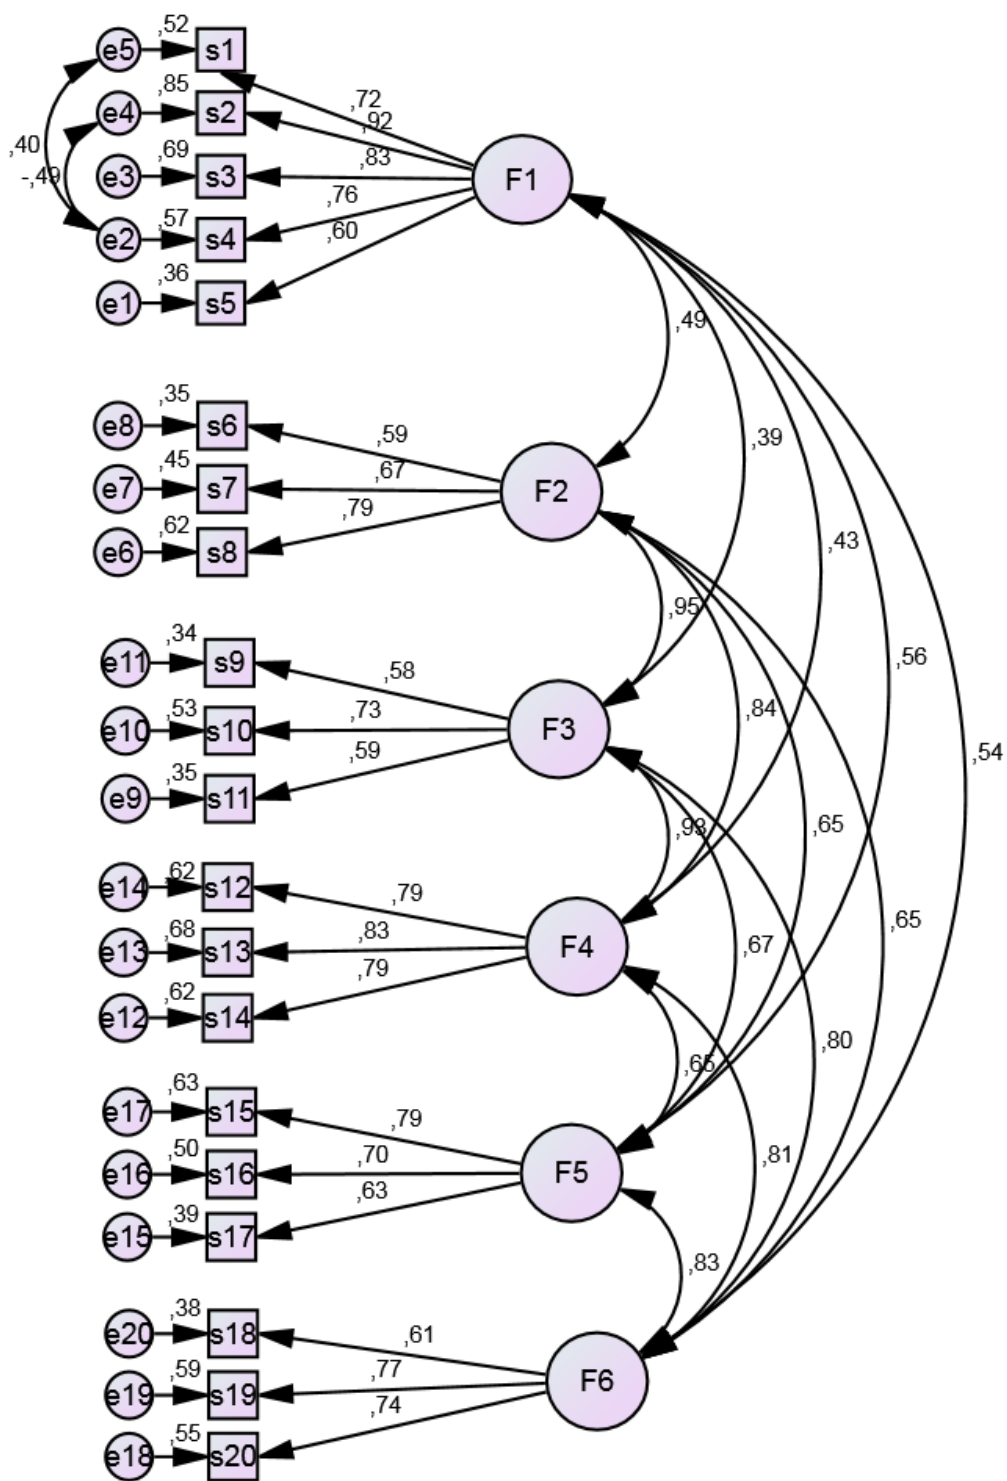 ,52
e5 s1
,85
,72
e4 s2
,92
,40
,69
,83
e3 s3
F1
-,49
,57
,76
e2 s4
,60
,36
e1 s5
,49
,35
e8 s6
,59
,39
,45
,67
e7 s7
F2
,62
,79
,43
e6 s8
,95
,34
e11 s9
,56
,58
,84
,53
,73
e10 s10
F3
,54
,35
,59
e9 s11
,93
,65
,62
e14 s12
,79
,65
,68
,83
e13 s13
F4
,67
,62
,79
e12 s14
,80
,65
,63
e17 s15
,79
,50
,70
,81
e16 s16
F5
,39
,63
e15 s17
,83
,38
e20 s18
,61
,59
,77
e19 s19
F6
,74
,55
e18 s20